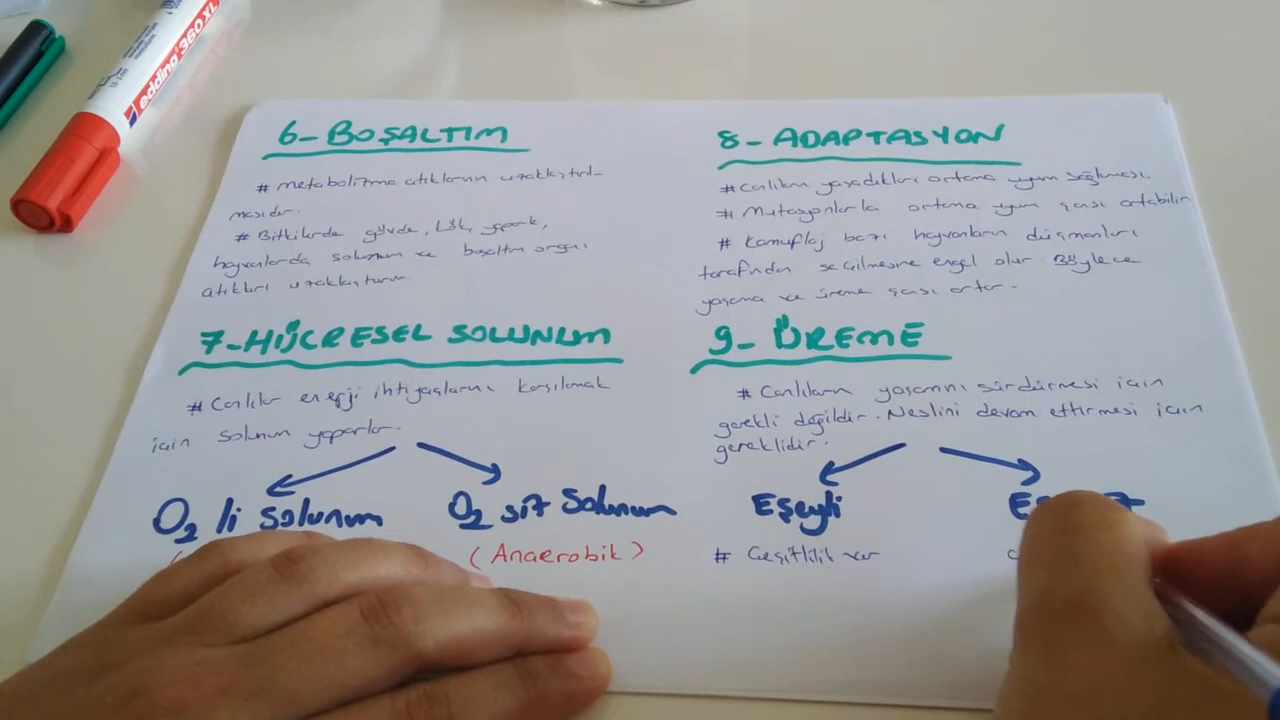 edding 360 XL
6- BOŞALTIM
# Metabolizma atıklarının uzaklaştırıl-
masıdır.
# Bitkilerde gövde, kök, yaprak,
hayvanlarda solunum ve boşaltım organı
atıkları uzaklaştırır.
7- HÜCRESEL SOLUNUM
# Canlılar enerji ihtiyaçlarını karşılamak
için solunum yaparlar.
O2 li solunum
O2 siz Solunum
(Anaerobik)
8- ADAPTASYON
# Canlıların yaşadıkları ortama uyum sağlaması.
# Mutasyonlarla ortama uyum şansı artabilir
# Kamuflaj bazı hayvanların düşmanları
tarafından seçilmesine engel olur Böylece
yaşama ve üreme şansı artar.
9- ÜREME
# Canlıların yaşamını sürdürmesi için
gerekli değildir. Neslini devam ettirmesi için
gereklidir.
Eşeyli
# Çeşitlilik var